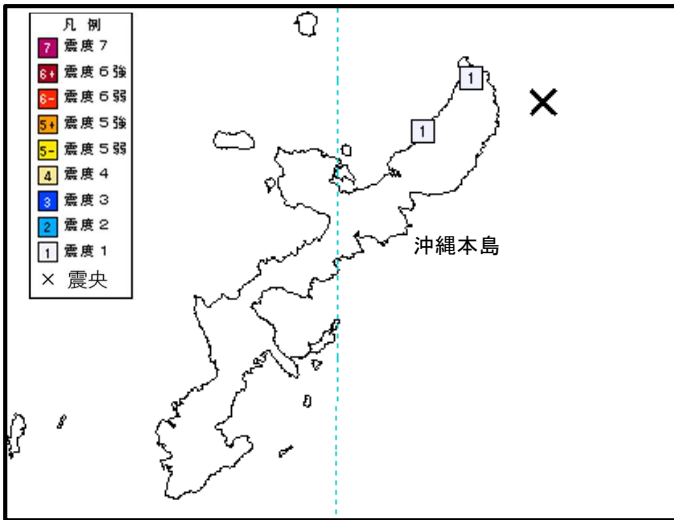 凡例
7 震度７
6+ 震度６強
6- 震度６弱
5+ 震度５強
5- 震度５弱
4 震度４
3 震度３
2 震度２
1 震度１
× 震央
1
1
沖縄本島